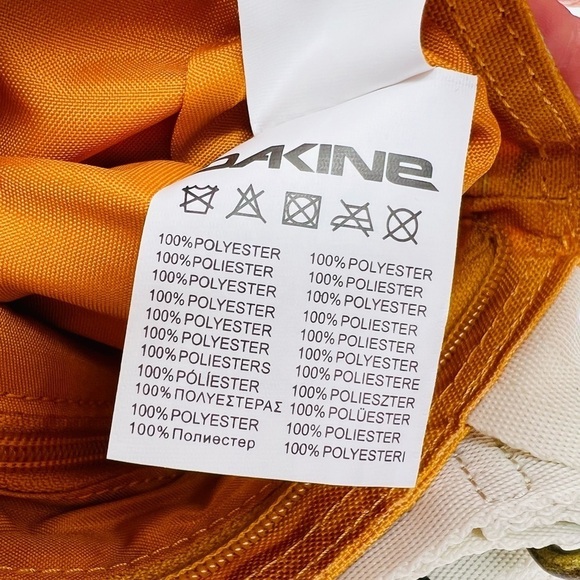 DAKINE
100% POLYESTER
100% POLIESTER
100% POLYESTER
100% POLYESTER
100% POLYESTER
100% POLYESTER
100% POLIESTERS
100% PÓLÍESTER
100% ΠΟΛΥΕΣΤΕΡΑΣ
100% POLYESTER
100% Полиестер
100% POLYESTER
100% POLIESTER
100% POLYESTER
100% POLIESTER
100% POLYESTER
100% POLIESTER
100% POLIESTERE
100% POLIESZTER
100% POLÜESTER
100% POLIESTER
100% POLYESTERI